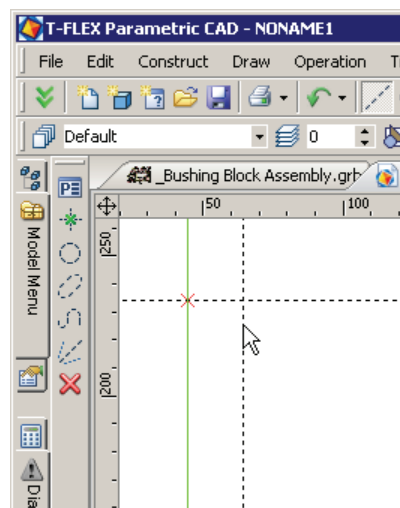 T-FLEX Parametric CAD - NONAME1
File Edit Construct Draw Operation
Default 0
_Bushing Block Assembly.grb
50 100
250
Model Menu
200